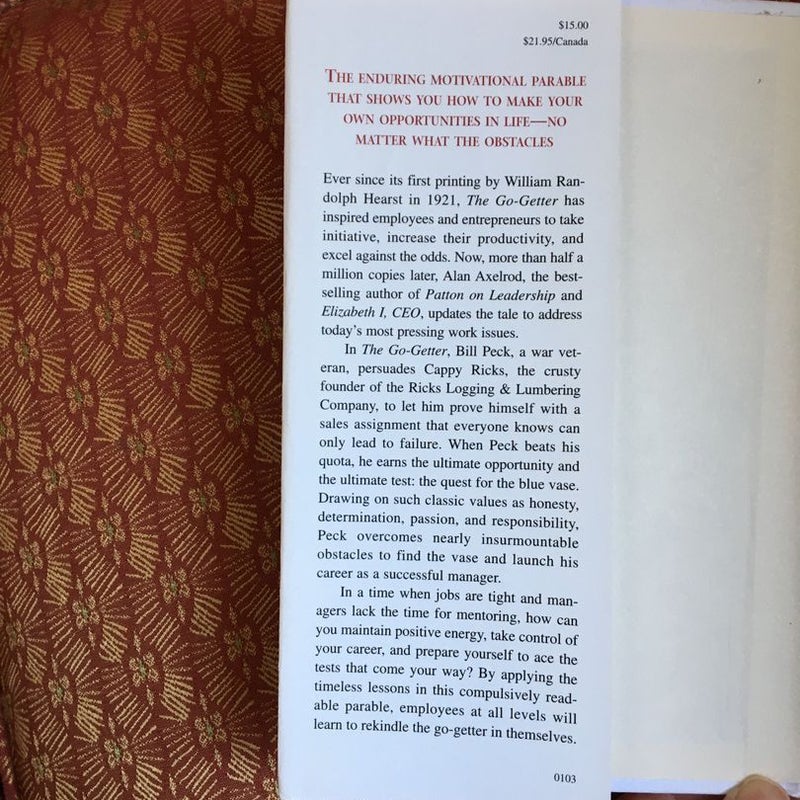 $15.00
$21.95/Canada
THE ENDURING MOTIVATIONAL PARABLE
THAT SHOWS YOU HOW TO MAKE YOUR
OWN OPPORTUNITIES IN LIFE—NO
MATTER WHAT THE OBSTACLES
Ever since its first printing by William Ran-
dolph Hearst in 1921, The Go-Getter has
inspired employees and entrepreneurs to take
initiative, increase their productivity, and
excel against the odds. Now, more than half a
million copies later, Alan Axelrod, the best-
selling author of Patton on Leadership and
Elizabeth I, CEO, updates the tale to address
today's most pressing work issues.
In The Go-Getter, Bill Peck, a war vet-
eran, persuades Cappy Ricks, the crusty
founder of the Ricks Logging & Lumbering
Company, to let him prove himself with a
sales assignment that everyone knows can
only lead to failure. When Peck beats his
quota, he earns the ultimate opportunity and
the ultimate test: the quest for the blue vase.
Drawing on such classic values as honesty,
determination, passion, and responsibility,
Peck overcomes nearly insurmountable
obstacles to find the vase and launch his
career as a successful manager.
In a time when jobs are tight and man-
agers lack the time for mentoring, how can
you maintain positive energy, take control of
your career, and prepare yourself to ace the
tests that come your way? By applying the
timeless lessons in this compulsively read-
able parable, employees at all levels will
learn to rekindle the go-getter in themselves.
0103